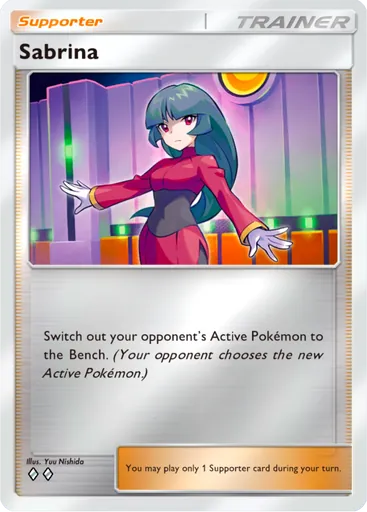 Supporter
TRAINER
Sabrina
Switch out your opponent's Active Pokémon to
the Bench. (Your opponent chooses the new
Active Pokémon.)
Illus. Yuu Nishida
You may play only 1 Supporter card during your turn.